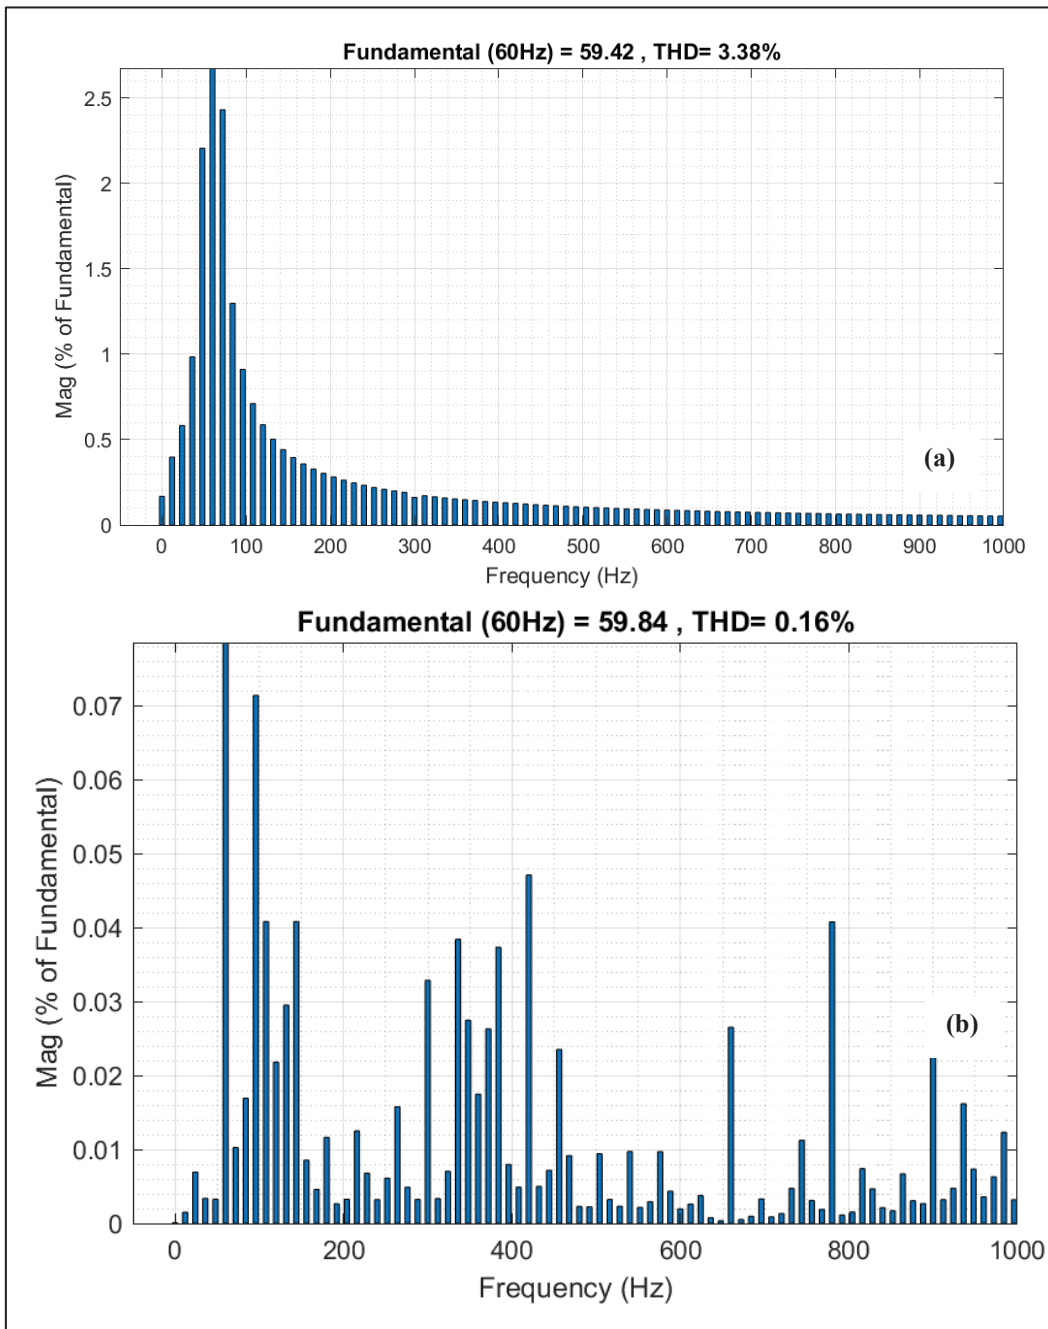 Fundamental (60Hz) = 59.42 , THD= 3.38%
2.5
2
1.5
1
0.5
0
Mag (% of Fundamental)
(a)
0 100 200 300 400 500 600 700 800 900 1000
Frequency (Hz)
Fundamental (60Hz) = 59.84 , THD= 0.16%
0.07
0.06
0.05
0.04
0.03
0.02
0.01
0
Mag (% of Fundamental)
(b)
0 200 400 600 800 1000
Frequency (Hz)